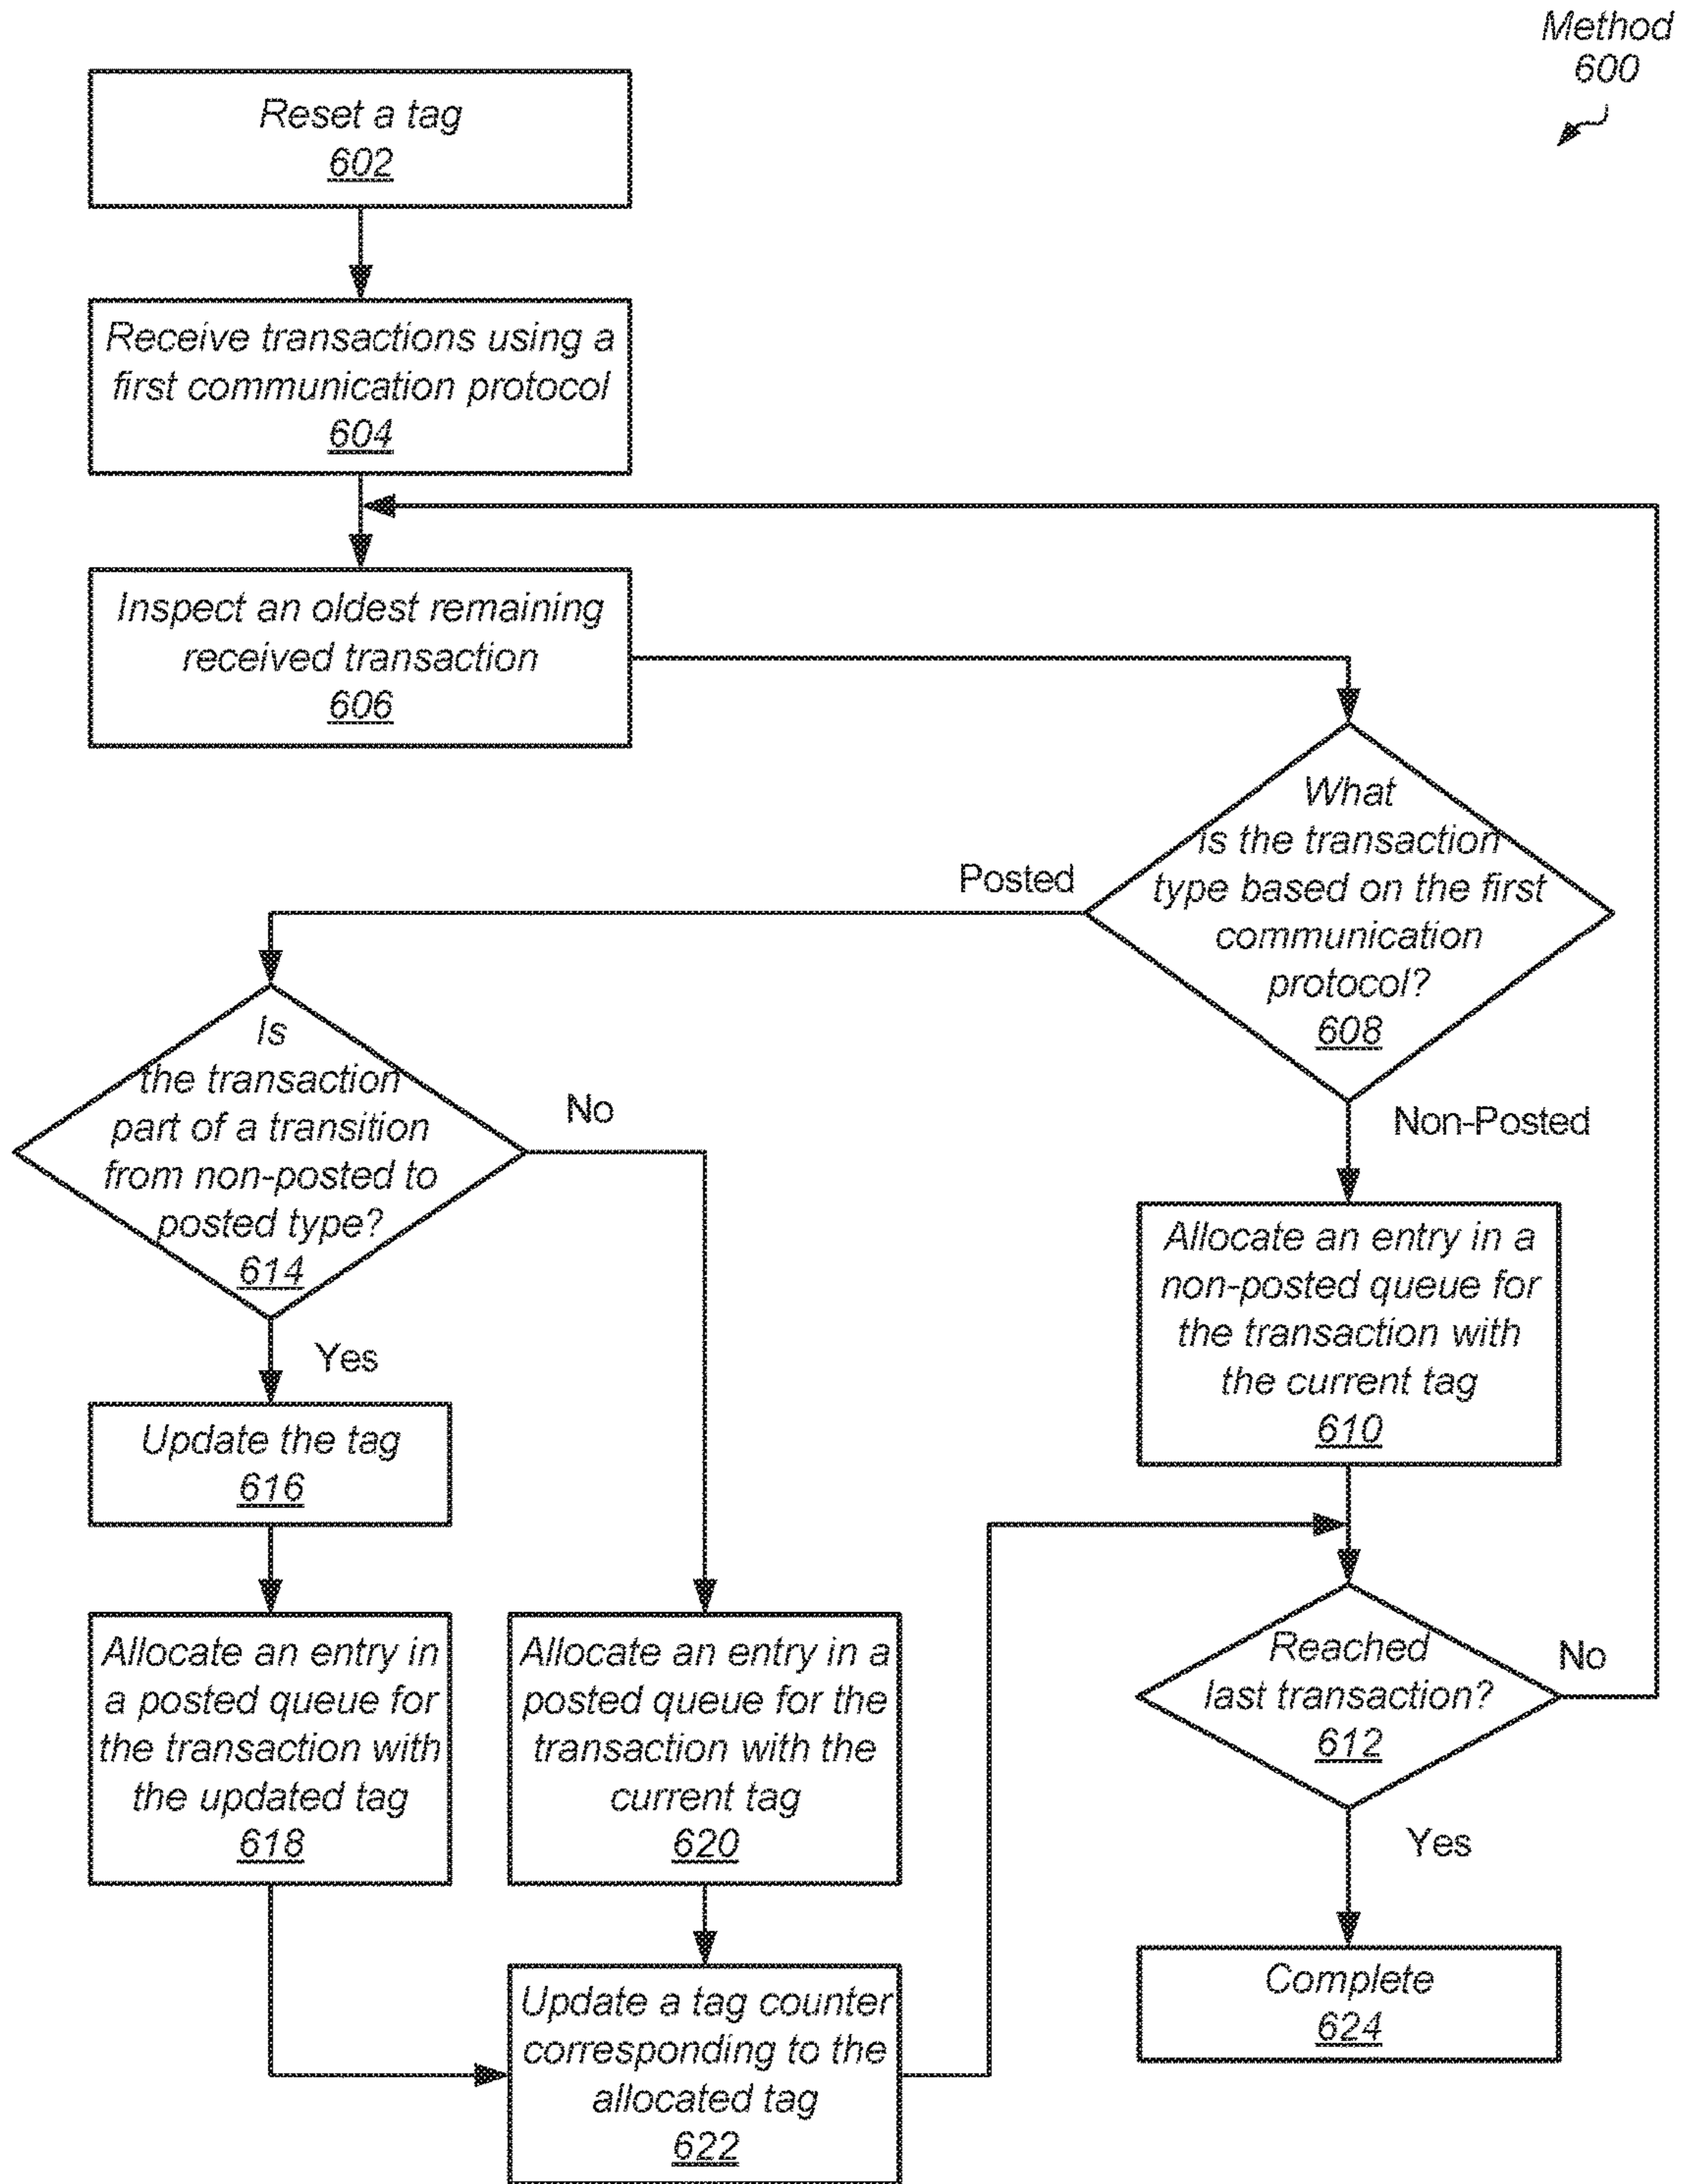 Method
600
Reset a tag
602
Receive transactions using a
first communication protocol
604
Inspect an oldest remaining
received transaction
606
What
is the transaction
type based on the first
communication
protocol?
608
Posted
Non-Posted
Is
the transaction
part of a transition
from non-posted to
posted type?
614
No
Yes
Allocate an entry in a
non-posted queue for
the transaction with
the current tag
610
Update the tag
616
Allocate an entry in
a posted queue for
the transaction with
the updated tag
618
Allocate an entry in a
posted queue for the
transaction with the
current tag
620
Reached
last transaction?
612
No
Yes
Update a tag counter
corresponding to the
allocated tag
622
Complete
624